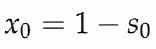 x₀ = 1 − s₀